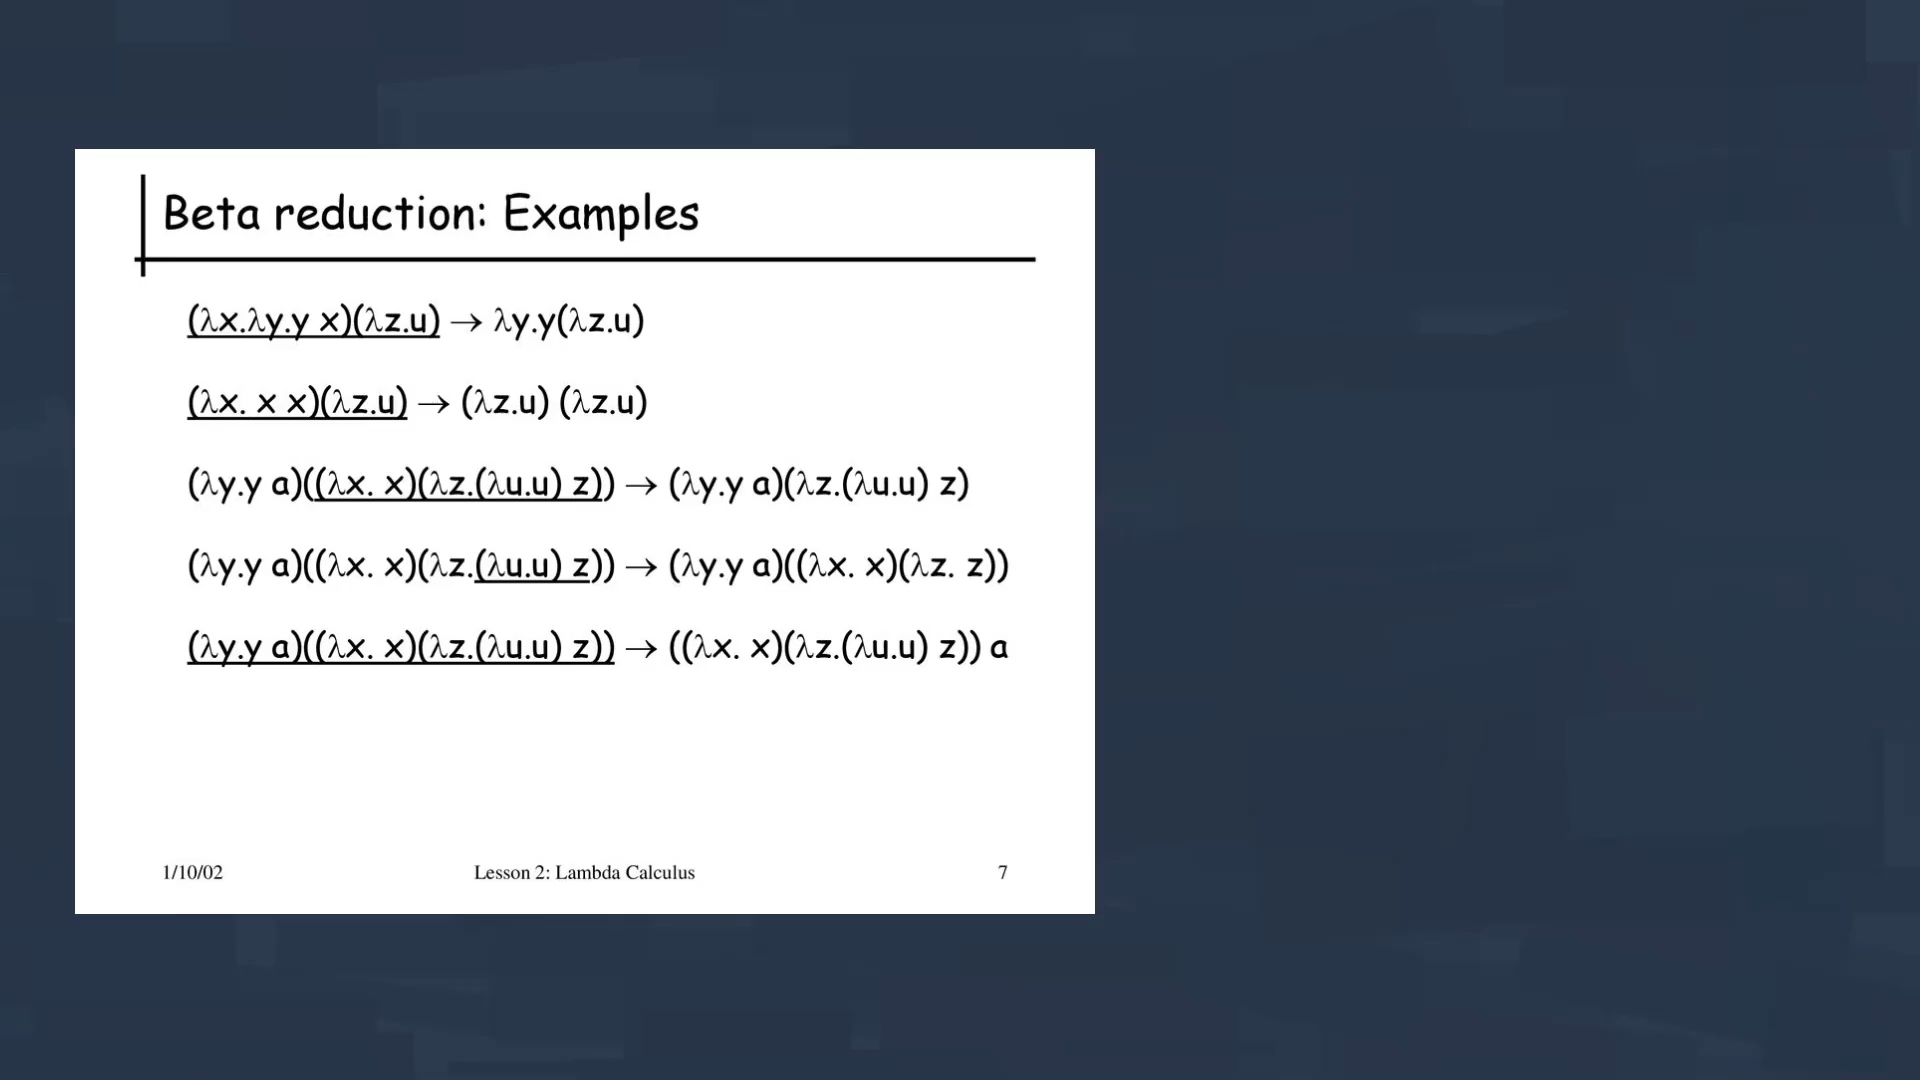 Beta reduction: Examples
(λx.λy.y x)(λz.u) → λy.y(λz.u)
(λx. x x)(λz.u) → (λz.u) (λz.u)
(λy.y a)((λx. x)(λz.(λu.u) z)) → (λy.y a)(λz.(λu.u) z)
(λy.y a)((λx. x)(λz.(λu.u) z)) → (λy.y a)((λx. x)(λz. z))
(λy.y a)((λx. x)(λz.(λu.u) z)) → ((λx. x)(λz.(λu.u) z)) a
1/10/02 Lesson 2: Lambda Calculus 7